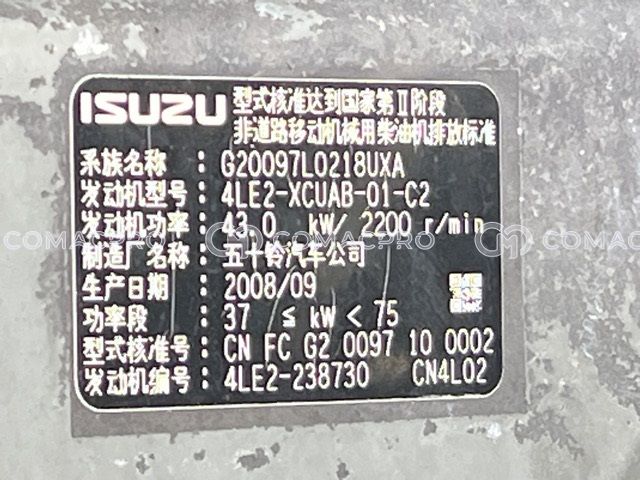 ISUZU 型式核准达到国家第Ⅱ阶段
非道路移动机械用柴油机排放标准
系族名称 : G20097L0218UXA
发动机型号: 4LE2-XCUAB-01-C2
发动机功率: 43.0 kW/ 2200 r/min
制造厂名称: 五十铃汽车公司
生产日期 : 2008/09
功率段 : 37 ≤ kW < 75
型式核准号: CN FC G2 0097 10 0002
发动机编号: 4LE2-238730 CN4L02
COMACPRO COMACPRO COMACPRO